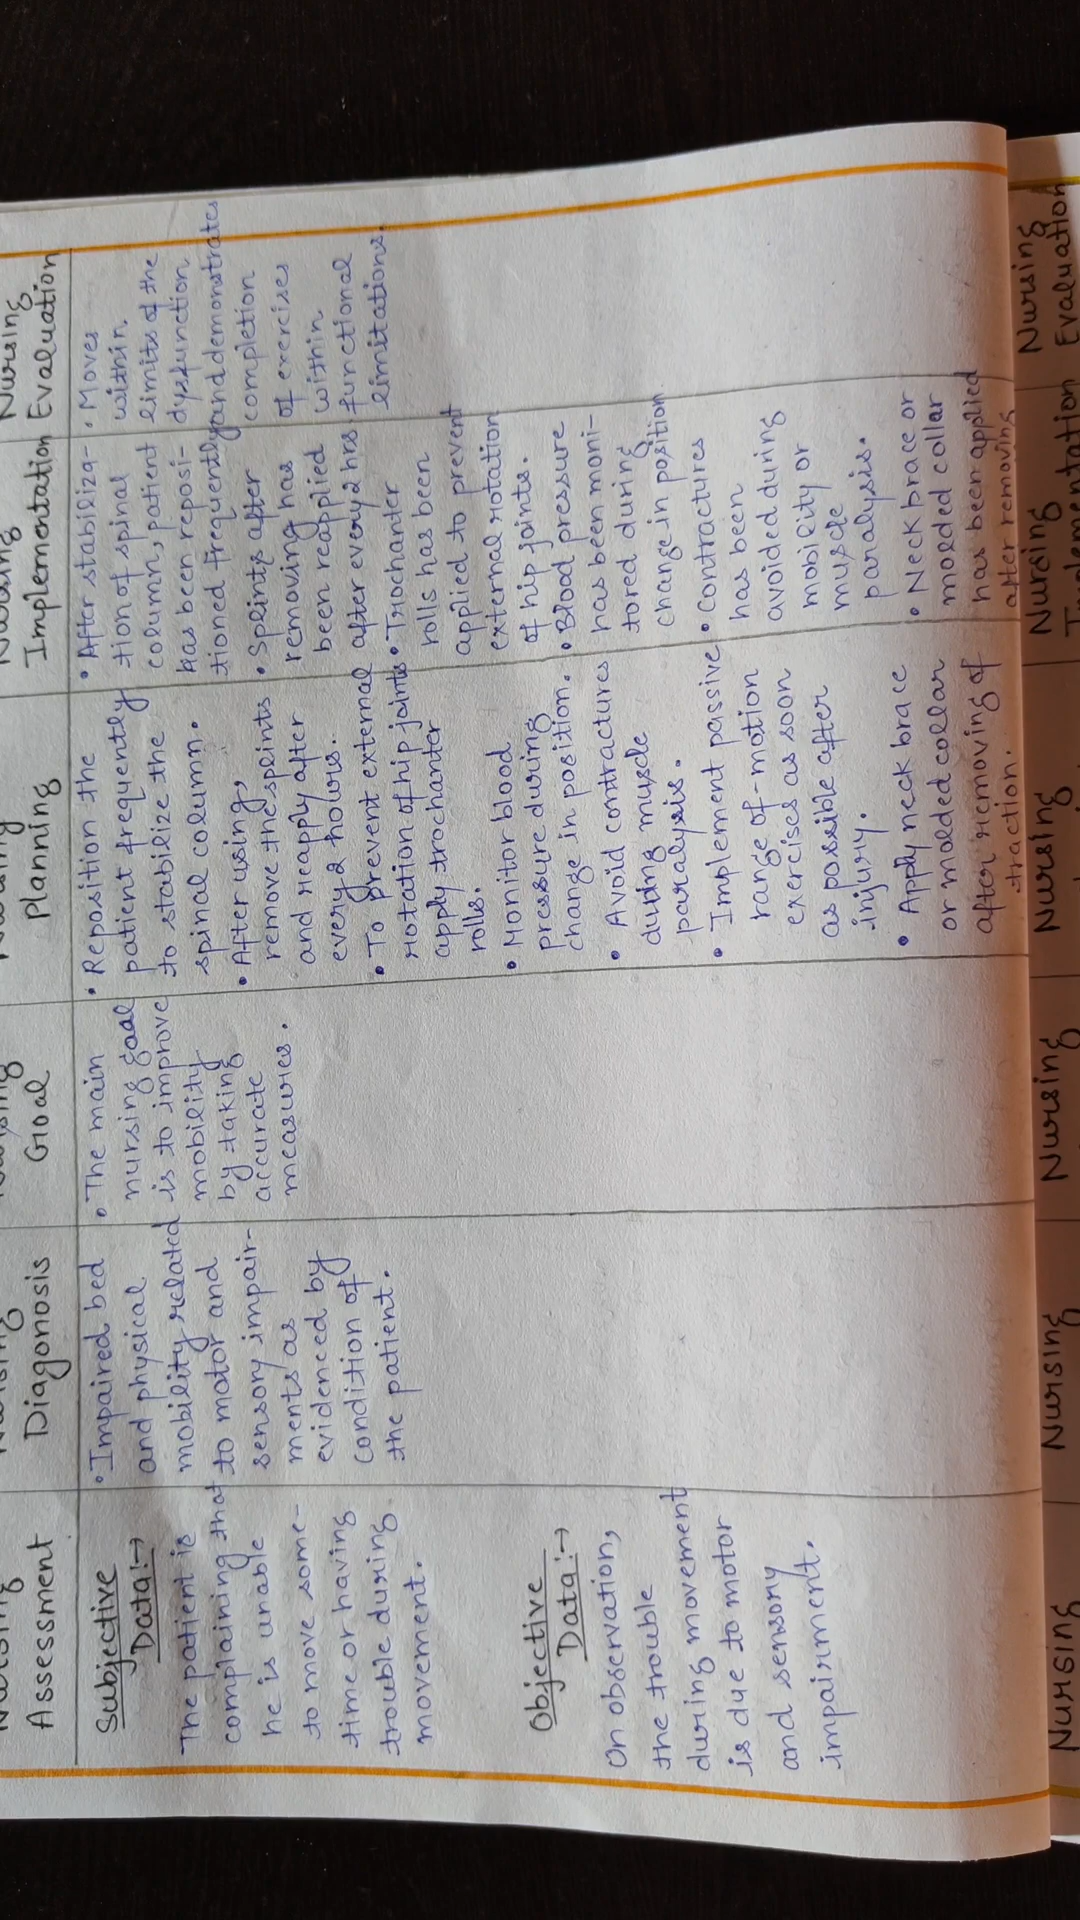 Nursing
Assessment
Subjective
Data:→
The patient is
complaining that
he is unable
to move some-
time or having
trouble during
movement.
Objective
Data:→
On observation,
the trouble
during movement
is due to motor
and sensory
impairment.
Nursing
Diagonosis
• Impaired bed
and physical
mobility related
to motor and
sensory impair-
ments as
evidenced by
condition of
the patient.
Nursing
Goal
• The main
nursing goal
is to improve
mobility
by taking
accurate
measures.
Nursing
Planning
• Reposition the
patient frequently
to stabilize the
spinal column.
• After using,
remove the splints
and reapply after
every 2 hours.
• To prevent external
rotation of hip joints
apply trochanter
rolls.
• Monitor blood
pressure during
change in position.
• Avoid contractures
during muscle
paralysis.
• Implement passive
range-of-motion
exercises as soon
as possible after
injury.
• Apply neck brace
or molded collar
after removing of
traction.
Nursing
Implementation
• After stabiliza-
tion of spinal
column, patient
has been reposi-
tioned frequently
• Splints after
removing has
been reapplied
after every 2 hrs
• Trochanter
rolls has been
applied to prevent
external rotation
of hip joints.
• Blood pressure
has been moni-
tored during
change in position
• Contractures
has been
avoided during
mobility or
muscle
paralysis.
• Neck brace or
molded collar
has been applied
after removing
Nursing
Evaluation
• Moves
within
limits of the
dysfunction
and demonstrates
completion
of exercises
within
functional
limitations.
Nursing
Nursing
Nursing
Nursing
Nursing
Implementation
Nursing
Evaluation